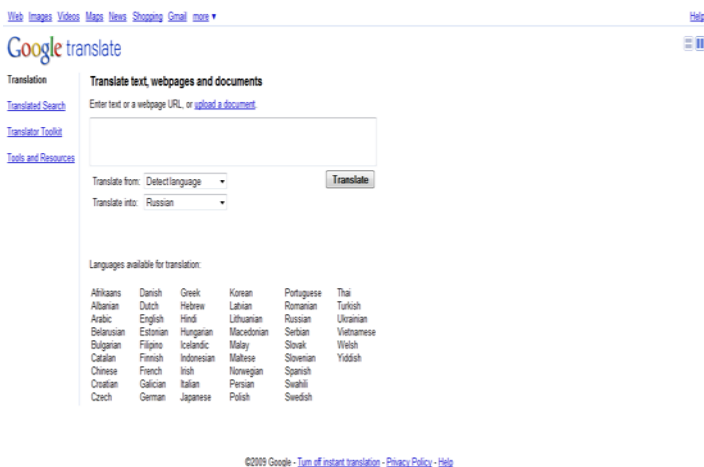 Web Images Videos Maps News Shopping Gmail more ▼ Help
Google translate
Translation
Translated Search
Translator Toolkit
Tools and Resources
Translate text, webpages and documents
Enter text or a webpage URL, or upload a document.
Translate from: Detect language Translate
Translate into: Russian
Languages available for translation:
Afrikaans Danish Greek Korean Portuguese Thai
Albanian Dutch Hebrew Latvian Romanian Turkish
Arabic English Hindi Lithuanian Russian Ukrainian
Belarusian Estonian Hungarian Macedonian Serbian Vietnamese
Bulgarian Filipino Icelandic Malay Slovak Welsh
Catalan Finnish Indonesian Maltese Slovenian Yiddish
Chinese French Irish Norwegian Spanish
Croatian Galician Italian Persian Swahili
Czech German Japanese Polish Swedish
©2009 Google - Turn off instant translation - Privacy Policy - Help